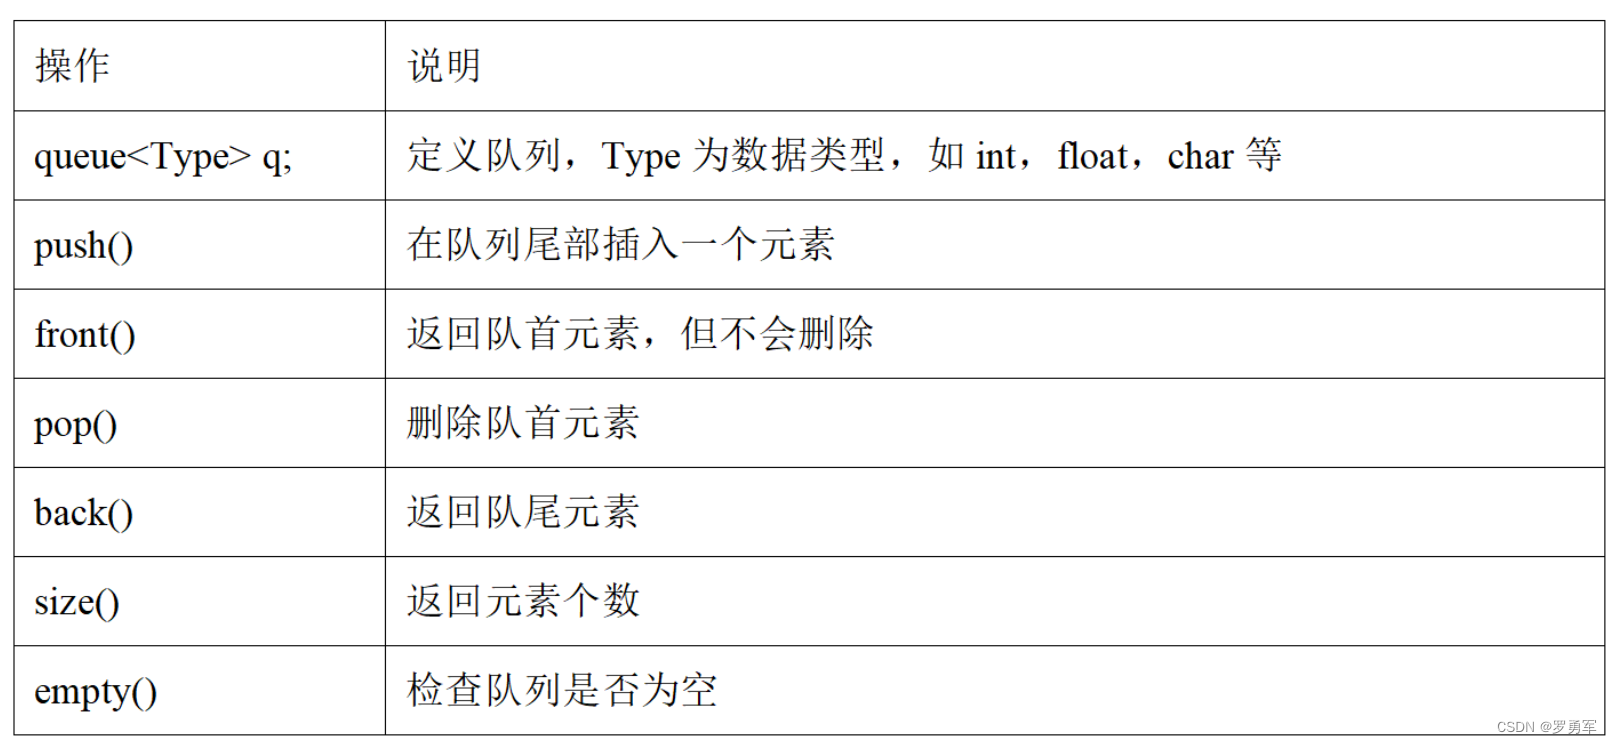 操作 说明
queue<Type> q; 定义队列，Type 为数据类型，如 int，float，char 等
push() 在队列尾部插入一个元素
front() 返回队首元素，但不会删除
pop() 删除队首元素
back() 返回队尾元素
size() 返回元素个数
empty() 检查队列是否为空
CSDN @罗勇军